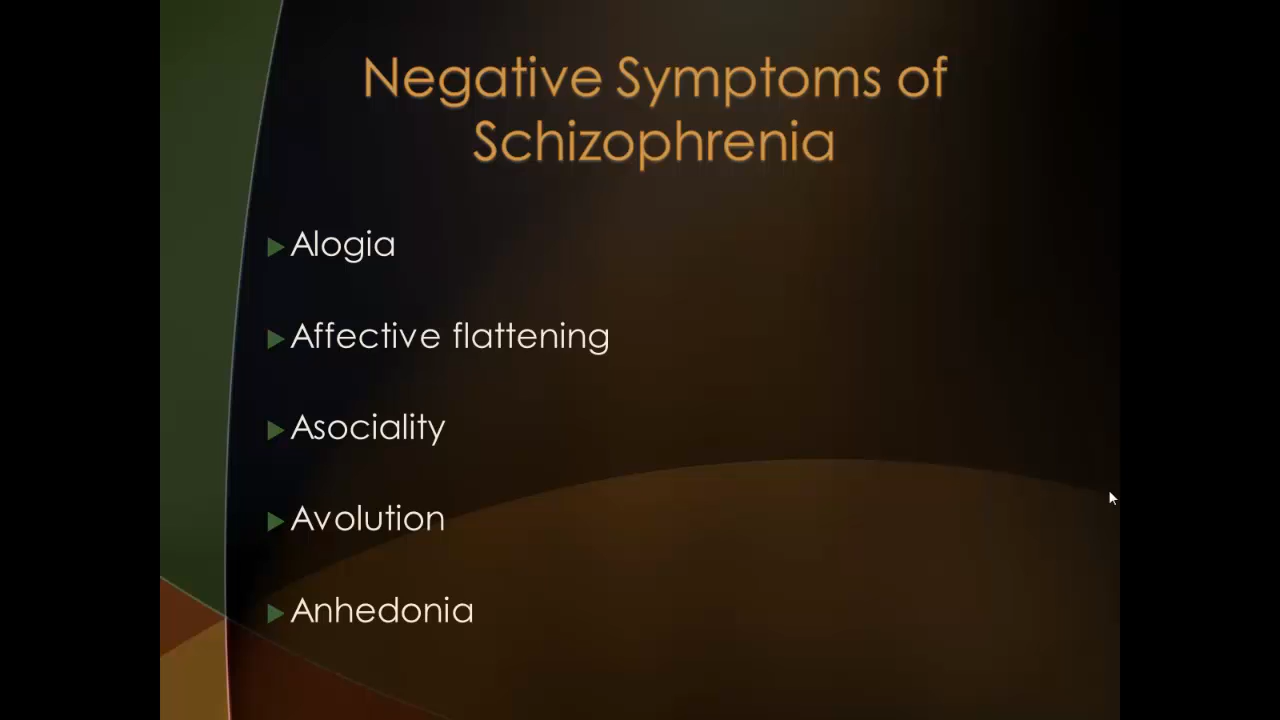 Negative Symptoms of
Schizophrenia
Alogia
Affective flattening
Asociality
Avolution
Anhedonia